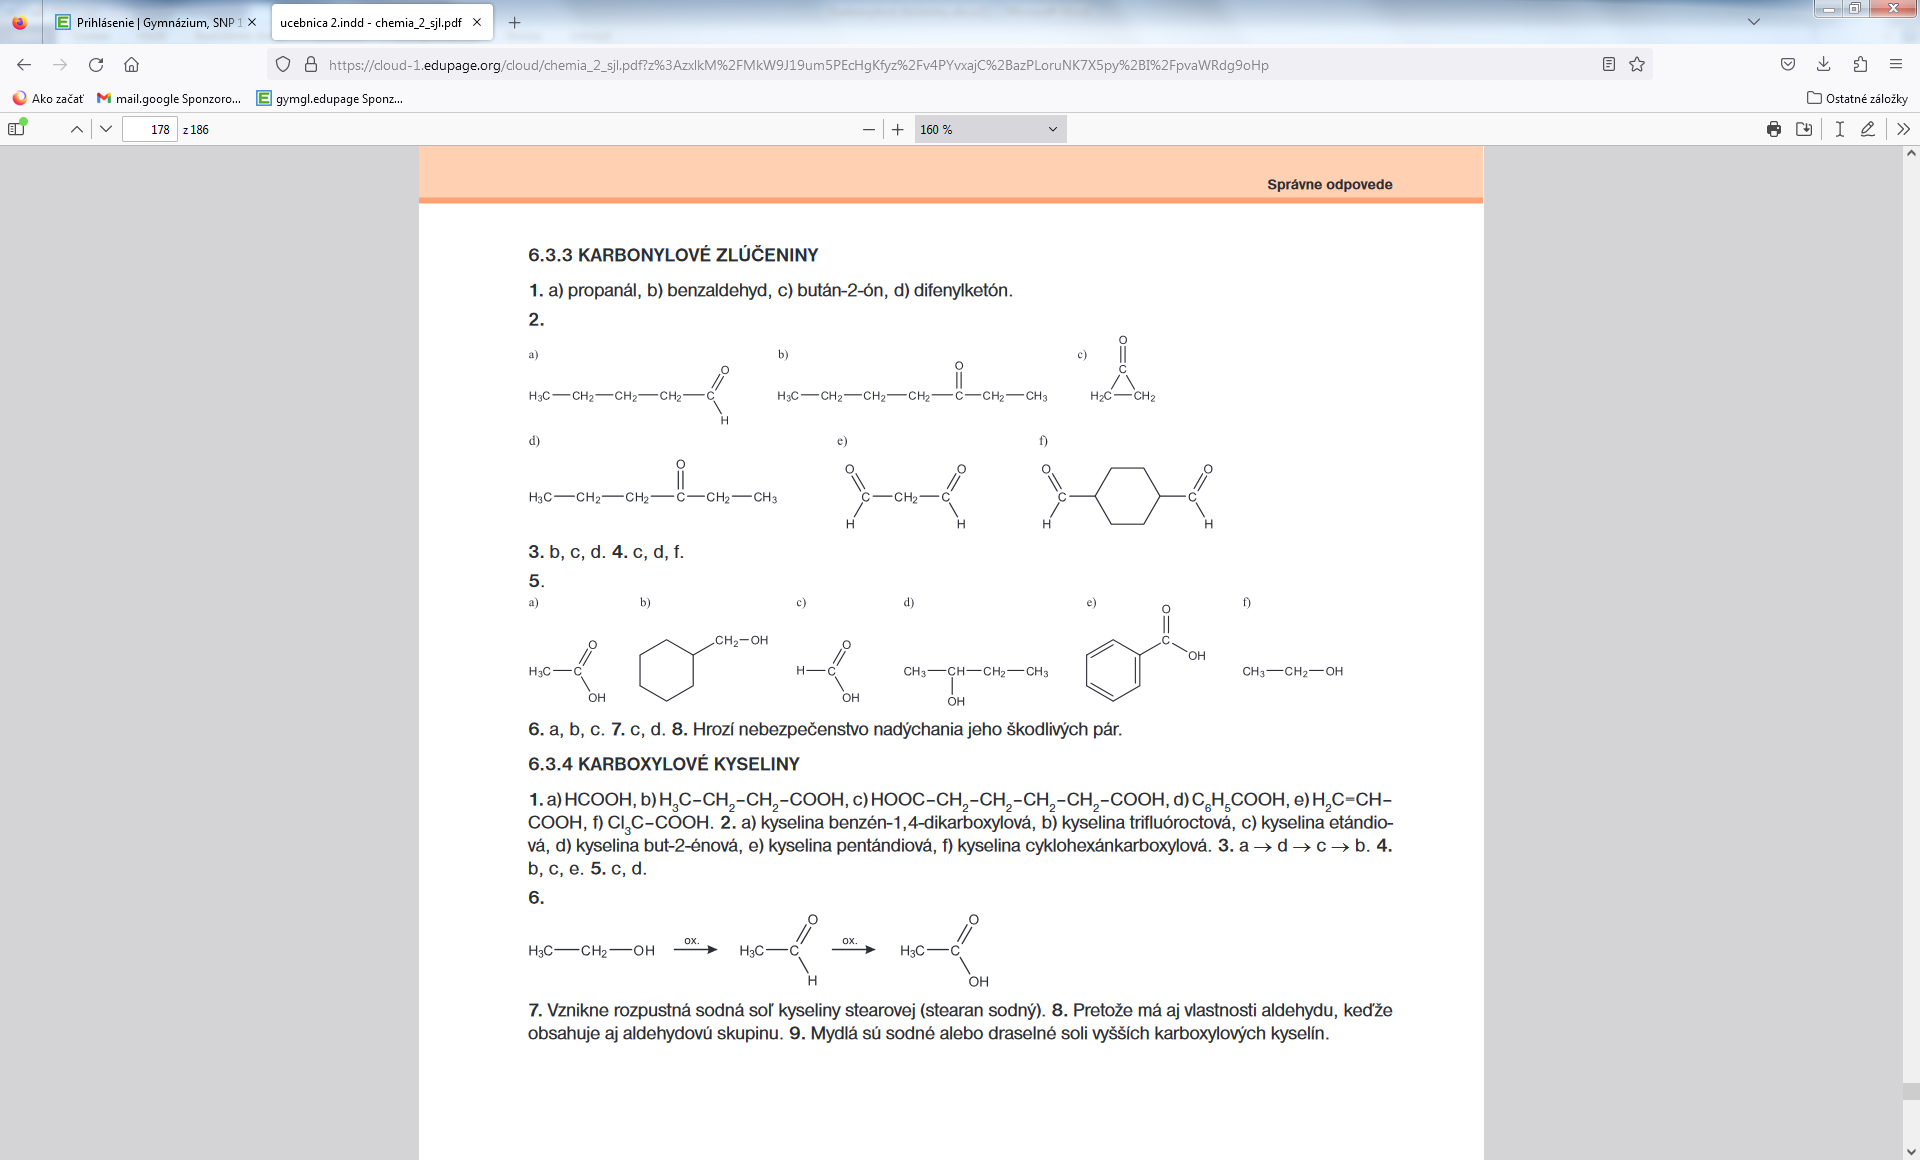 Prihlásenie | Gymnázium, SNP 1
ucebnica 2.indd - chemia_2_sjl.pdf
https://cloud-1.edupage.org/cloud/chemia_2_sjl.pdf?z%3AzxlkM%2FMkW9J19um5PEcHgKfyz%2Fv4PYvxajC%2BazPLoruNK7X5py%2BI%2FpvaWRdg9oHp
Ako začať mail.google Sponzoro... gymgl.edupage Sponz... Ostatné záložky
178 z 186 160 %
Správne odpovede
6.3.3 KARBONYLOVÉ ZLÚČENINY
1. a) propanál, b) benzaldehyd, c) bután-2-ón, d) difenylketón.
2.
a) b) c)
O O O
C
H₃C—CH₂—CH₂—CH₂—C H₃C—CH₂—CH₂—CH₂—C—CH₂—CH₃ H₂C—CH₂
H
d) e) f)
O O O O O
H₃C—CH₂—CH₂—C—CH₂—CH₃ C—CH₂—C C C
H H H H
3. b, c, d. 4. c, d, f.
5.
a) b) c) d) e) f)
O CH₂—OH O O
C
OH
H₃C—C H—C CH₃—CH—CH₂—CH₃ CH₃—CH₂—OH
OH OH OH
6. a, b, c. 7. c, d. 8. Hrozí nebezpečenstvo nadýchania jeho škodlivých pár.
6.3.4 KARBOXYLOVÉ KYSELINY
1. a) HCOOH, b) H₃C–CH₂–CH₂–COOH, c) HOOC–CH₂–CH₂–CH₂–CH₂–COOH, d) C₆H₅COOH, e) H₂C=CH–
COOH, f) Cl₃C–COOH. 2. a) kyselina benzén-1,4-dikarboxylová, b) kyselina trifluóroctová, c) kyselina etándio-
vá, d) kyselina but-2-énová, e) kyselina pentándiová, f) kyselina cyklohexánkarboxylová. 3. a → d → c → b. 4.
b, c, e. 5. c, d.
6.
O O
H₃C—CH₂—OH ox. H₃C—C ox. H₃C—C
H OH
7. Vznikne rozpustná sodná soľ kyseliny stearovej (stearan sodný). 8. Pretože má aj vlastnosti aldehydu, keďže
obsahuje aj aldehydovú skupinu. 9. Mydlá sú sodné alebo draselné soli vyšších karboxylových kyselín.